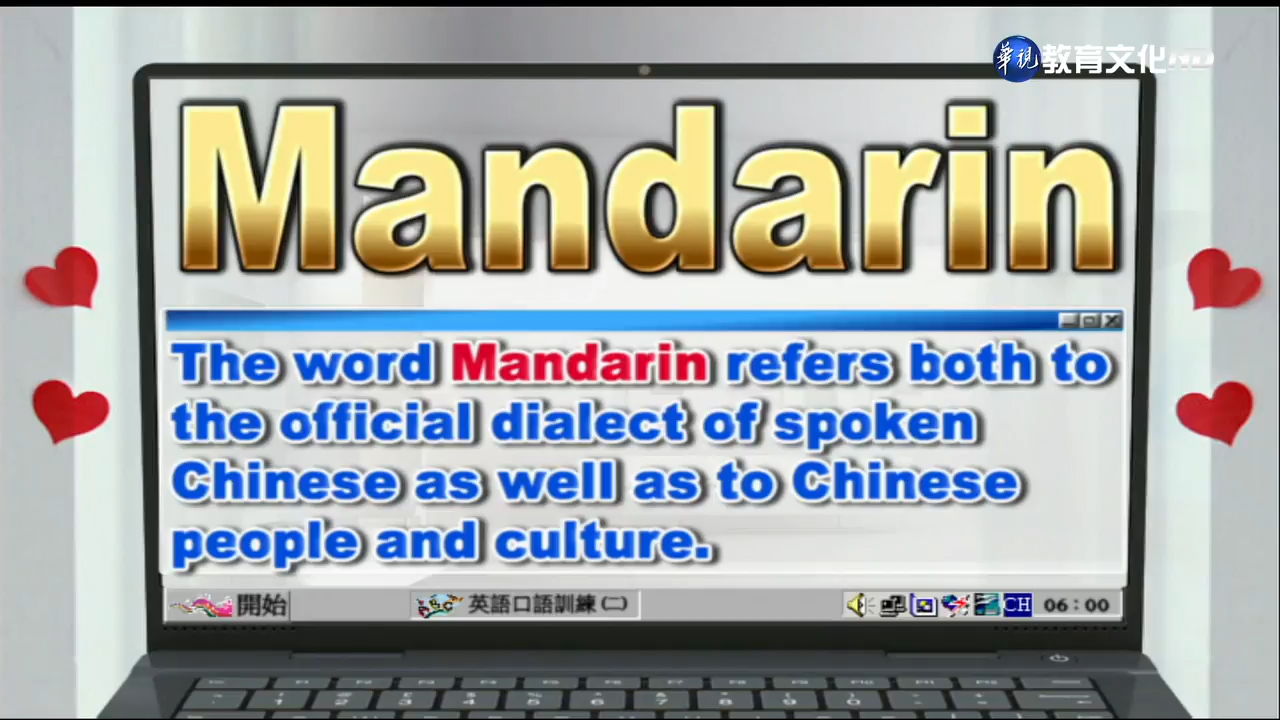 華視 教育文化HD
Mandarin
The word Mandarin refers both to
the official dialect of spoken
Chinese as well as to Chinese
people and culture.
開始 英語口語訓練(二) CH 06:00